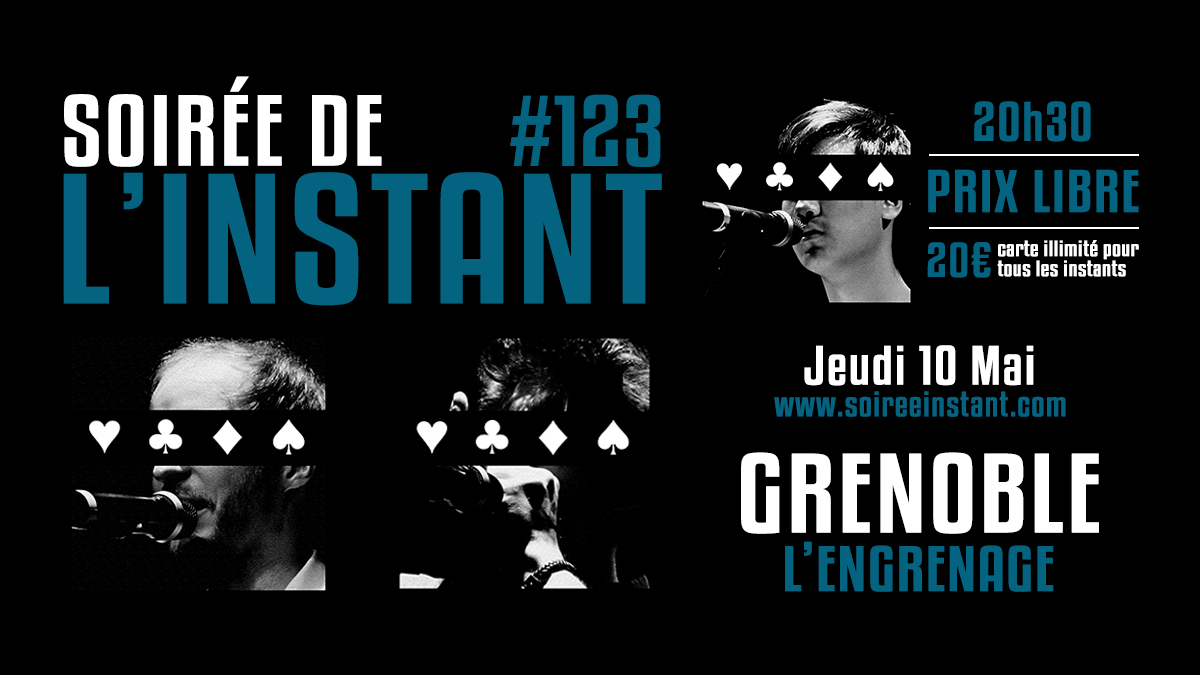 SOIRÉE DE #123
L'INSTANT
20h30
PRIX LIBRE
20€ carte illimité pour
tous les instants
Jeudi 10 Mai
www.soireeinstant.com
GRENOBLE
L'ENGRENAGE